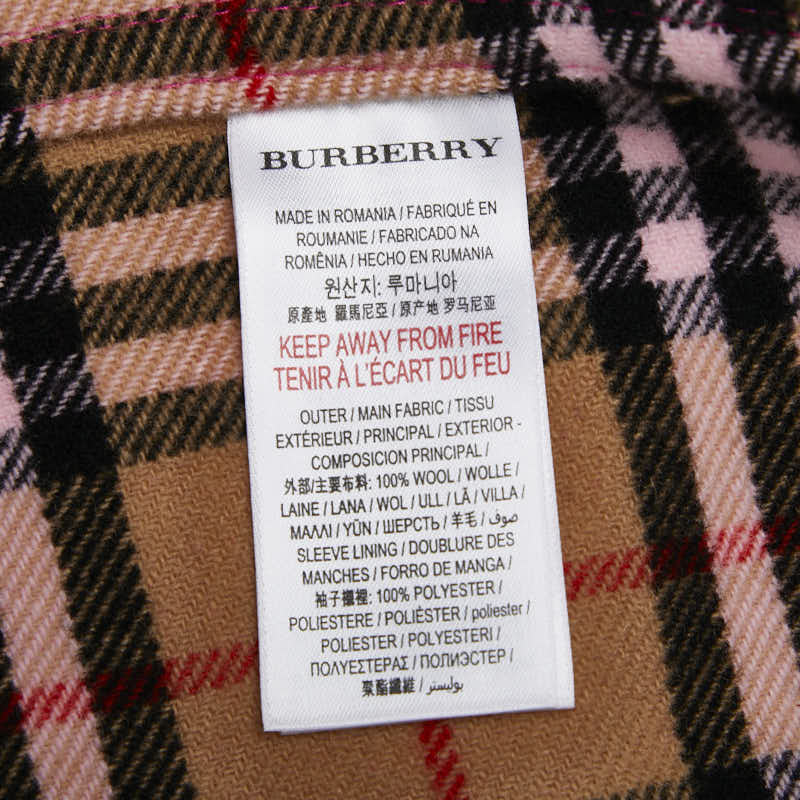 BURBERRY
MADE IN ROMANIA / FABRIQUÉ EN
ROUMANIE / FABRICADO NA
ROMÊNIA / HECHO EN RUMANIA
원산지: 루마니아
原產地 羅馬尼亞 / 原产地 罗马尼亚
KEEP AWAY FROM FIRE
TENIR À L'ÉCART DU FEU
OUTER / MAIN FABRIC / TISSU
EXTÉRIEUR / PRINCIPAL / EXTERIOR -
COMPOSICION PRINCIPAL /
外部/主要布料: 100% WOOL / WOLLE /
LAINE / LANA / WOL / ULL / LÃ / VILLA /
ΜΑΛΛΙ / YÜN / ШЕРСТЬ / 羊毛 / صوف /
SLEEVE LINING / DOUBLURE DES
MANCHES / FORRO DE MANGA /
袖子襯裡: 100% POLYESTER /
POLIESTERE / POLIÈSTER / poliester /
POLIESTER / POLYESTERI /
ΠΟΛΥΕΣΤΕΡΑΣ / ПОЛИЭСТЕР /
聚酯纖維 / بوليستر /